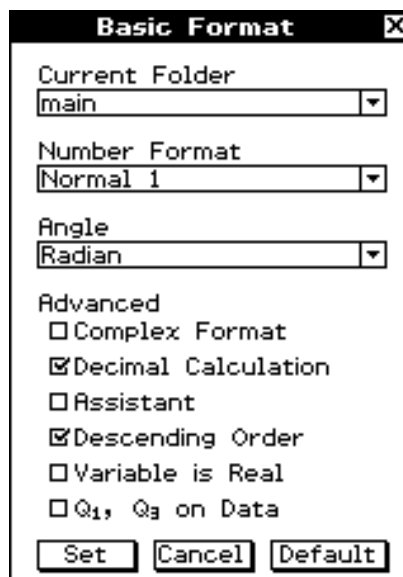 Basic Format
Current Folder
main
Number Format
Normal 1
Angle
Radian
Advanced
Complex Format
Decimal Calculation
Assistant
Descending Order
Variable is Real
Q₁, Q₃ on Data
Set Cancel Default